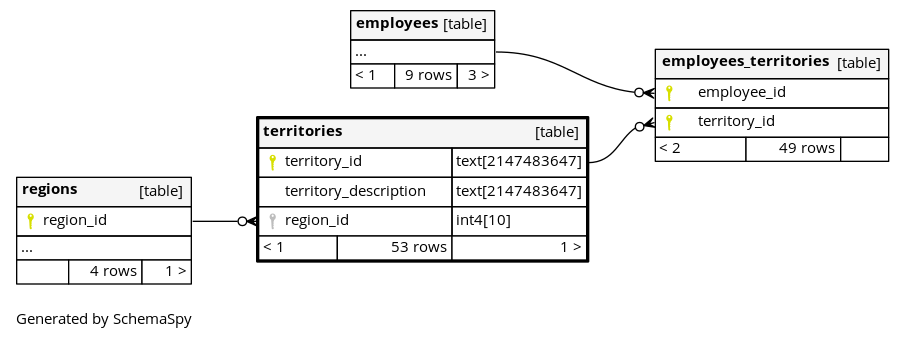 employees [table]
...
< 1 9 rows 3 >
employees_territories [table]
employee_id
territory_id
< 2 49 rows
territories [table]
territory_id text[2147483647]
territory_description text[2147483647]
region_id int4[10]
< 1 53 rows 1 >
regions [table]
region_id
...
4 rows 1 >
Generated by SchemaSpy